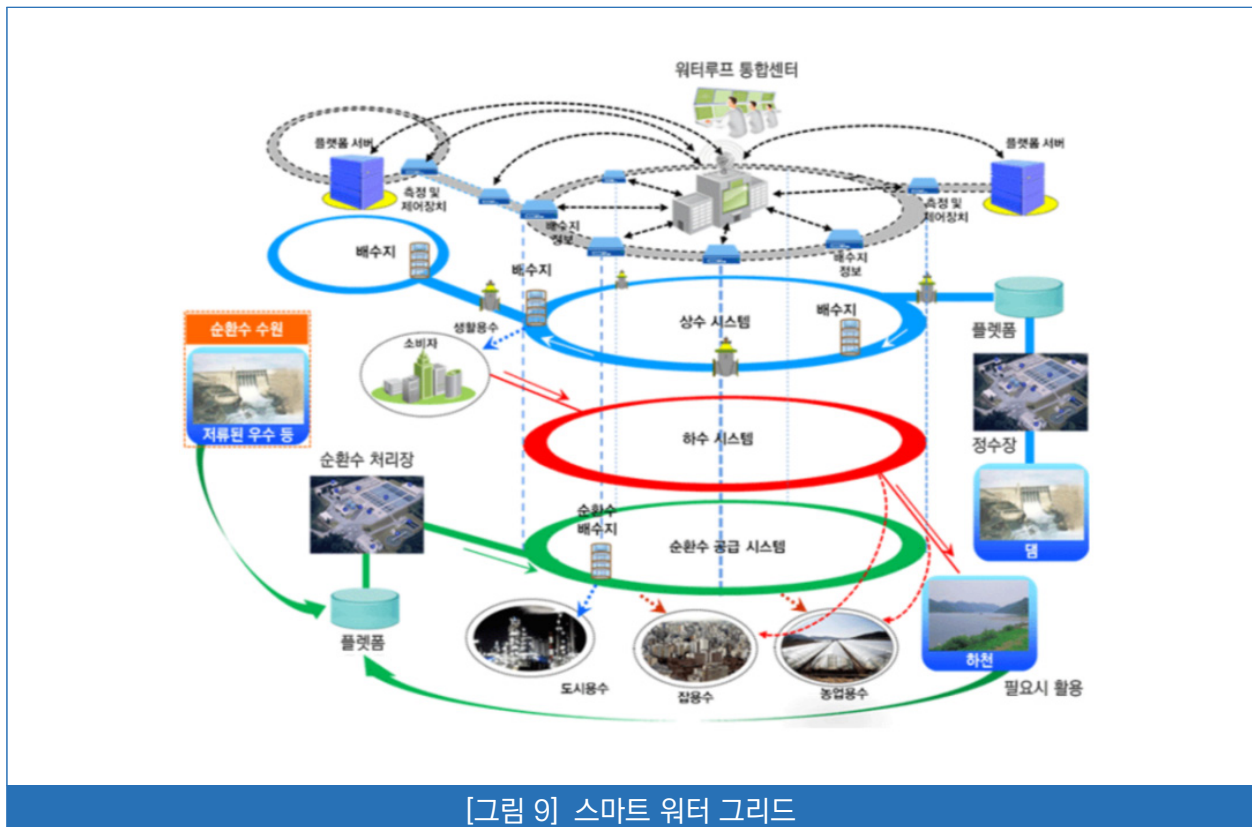 워터루프 통합센터
플랫폼 서버
플랫폼 서버
측정 및
제어장치
측정 및
제어장치
배수지
정보
배수지
정보
배수지
배수지
배수지
상수 시스템
생활용수
소비자
플렛폼
순환수 수원
저류된 우수 등
정수장
하수 시스템
순환수 처리장
댐
순환수
배수지
순환수 공급 시스템
플렛폼
하천
도시용수
잡용수
농업용수
필요시 활용
[그림 9] 스마트 워터 그리드